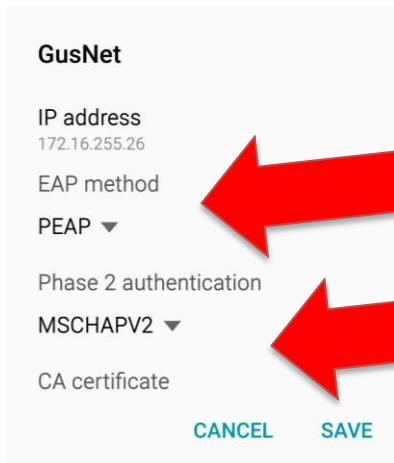 GusNet
IP address
172.16.255.26
EAP method
PEAP
Phase 2 authentication
MSCHAPV2
CA certificate
CANCEL SAVE